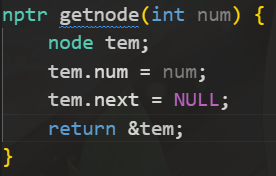 nptr getnode(int num) {
    node tem;
    tem.num = num;
    tem.next = NULL;
    return &tem;
}